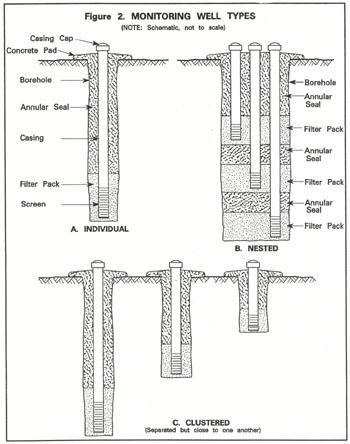 Figure 2. MONITORING WELL TYPES
(NOTE: Schematic, not to scale)
Casing Cap
Concrete Pad
Borehole
Annular Seal
Casing
Filter Pack
Screen
A. INDIVIDUAL
Borehole
Annular
Seal
Filter Pack
Annular
Seal
Filter Pack
Annular
Seal
Filter Pack
B. NESTED
C. CLUSTERED
(Separated but close to one another)